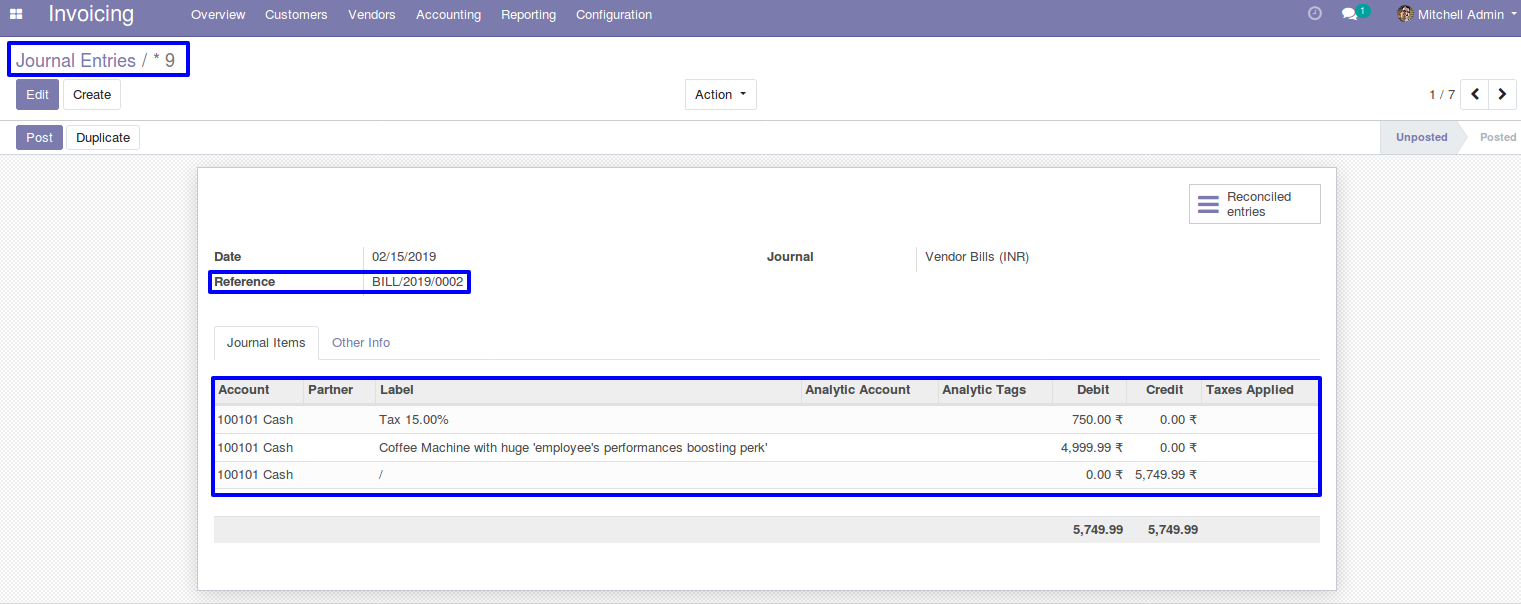 Invoicing Overview Customers Vendors Accounting Reporting Configuration 1 Mitchell Admin
Journal Entries / * 9
Edit Create Action 1 / 7
Post Duplicate Unposted Posted
Reconciled
entries
Date 02/15/2019 Journal Vendor Bills (INR)
Reference BILL/2019/0002
Journal Items Other Info
Account Partner Label Analytic Account Analytic Tags Debit Credit Taxes Applied
100101 Cash Tax 15.00% 750.00 ₹ 0.00 ₹
100101 Cash Coffee Machine with huge 'employee's performances boosting perk' 4,999.99 ₹ 0.00 ₹
100101 Cash / 0.00 ₹ 5,749.99 ₹
5,749.99 5,749.99